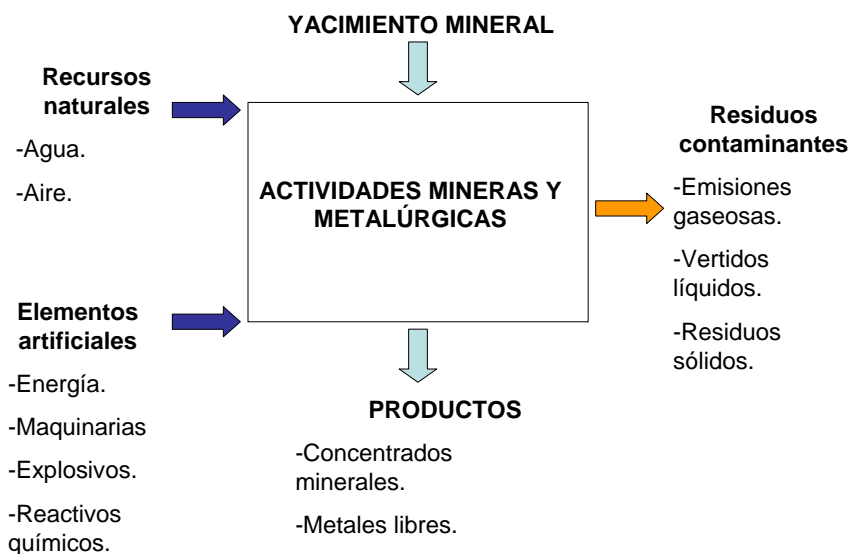 YACIMIENTO MINERAL
Recursos
naturales
-Agua.
-Aire.
Elementos
artificiales
-Energía.
-Maquinarias
-Explosivos.
-Reactivos
químicos.
ACTIVIDADES MINERAS Y
METALÚRGICAS
PRODUCTOS
-Concentrados
minerales.
-Metales libres.
Residuos
contaminantes
-Emisiones
gaseosas.
-Vertidos
líquidos.
-Residuos
sólidos.